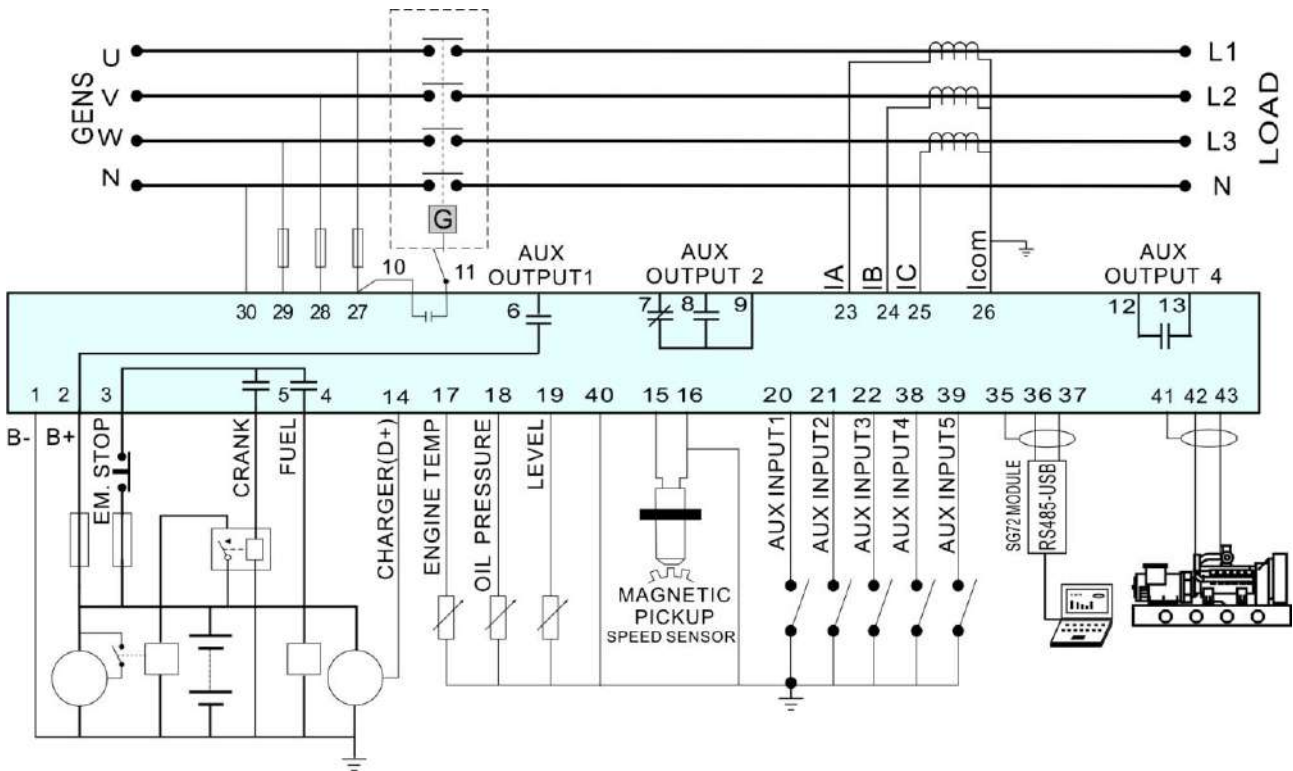 U
V
W
N
GENS
L1
L2
L3
N
LOAD
G
10
11
AUX
OUTPUT1
AUX
OUTPUT 2
IA
IB
IC
Icom
AUX
OUTPUT 4
30 29 28 27
6
7 8 9
23 24 25 26
12 13
1 2 3 5 4 14 17 18 19 40 15 16 20 21 22 38 39 35 36 37 41 42 43
B-
B+
EM. STOP
CRANK
FUEL
CHARGER(D+)
ENGINE TEMP
OIL PRESSURE
LEVEL
MAGNETIC
PICKUP
SPEED SENSOR
AUX INPUT1
AUX INPUT2
AUX INPUT3
AUX INPUT4
AUX INPUT5
SG72 MODULE
RS485-USB